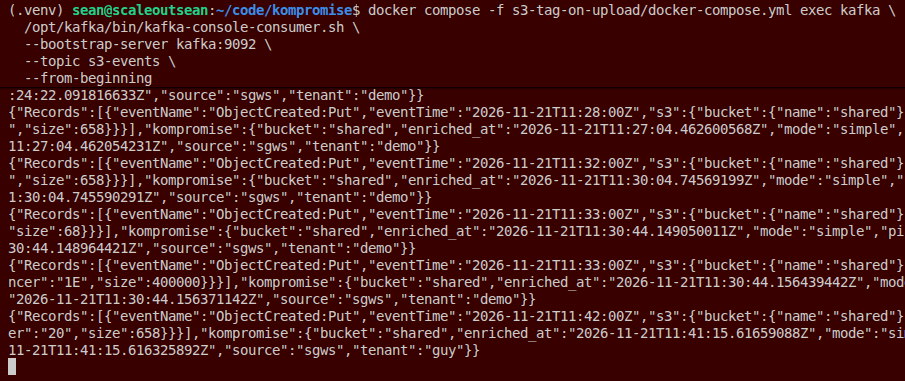 (.venv) sean@scaleoutsean:~/code/kompromise$ docker compose -f s3-tag-on-upload/docker-compose.yml exec kafka \
  /opt/kafka/bin/kafka-console-consumer.sh \
  --bootstrap-server kafka:9092 \
  --topic s3-events \
  --from-beginning
:24:22.091816633Z","source":"sgws","tenant":"demo"}}
{"Records":[{"eventName":"ObjectCreated:Put","eventTime":"2026-11-21T11:28:00Z","s3":{"bucket":{"name":"shared"}
","size":658}}}],"kompromise":{"bucket":"shared","enriched_at":"2026-11-21T11:27:04.462600568Z","mode":"simple",
11:27:04.462054231Z","source":"sgws","tenant":"demo"}}
{"Records":[{"eventName":"ObjectCreated:Put","eventTime":"2026-11-21T11:32:00Z","s3":{"bucket":{"name":"shared"}
","size":658}}}],"kompromise":{"bucket":"shared","enriched_at":"2026-11-21T11:30:04.74569199Z","mode":"simple","
1:30:04.745590291Z","source":"sgws","tenant":"demo"}}
{"Records":[{"eventName":"ObjectCreated:Put","eventTime":"2026-11-21T11:33:00Z","s3":{"bucket":{"name":"shared"}
"size":68}}}],"kompromise":{"bucket":"shared","enriched_at":"2026-11-21T11:30:44.149050011Z","mode":"simple","pi
30:44.148964421Z","source":"sgws","tenant":"demo"}}
{"Records":[{"eventName":"ObjectCreated:Put","eventTime":"2026-11-21T11:33:00Z","s3":{"bucket":{"name":"shared"}
ncer":"1E","size":400000}}}],"kompromise":{"bucket":"shared","enriched_at":"2026-11-21T11:30:44.156439442Z","mod
"2026-11-21T11:30:44.156371142Z","source":"sgws","tenant":"demo"}}
{"Records":[{"eventName":"ObjectCreated:Put","eventTime":"2026-11-21T11:42:00Z","s3":{"bucket":{"name":"shared"}
er":"20","size":658}}}],"kompromise":{"bucket":"shared","enriched_at":"2026-11-21T11:41:15.61659088Z","mode":"si
11-21T11:41:15.616325892Z","source":"sgws","tenant":"guy"}}